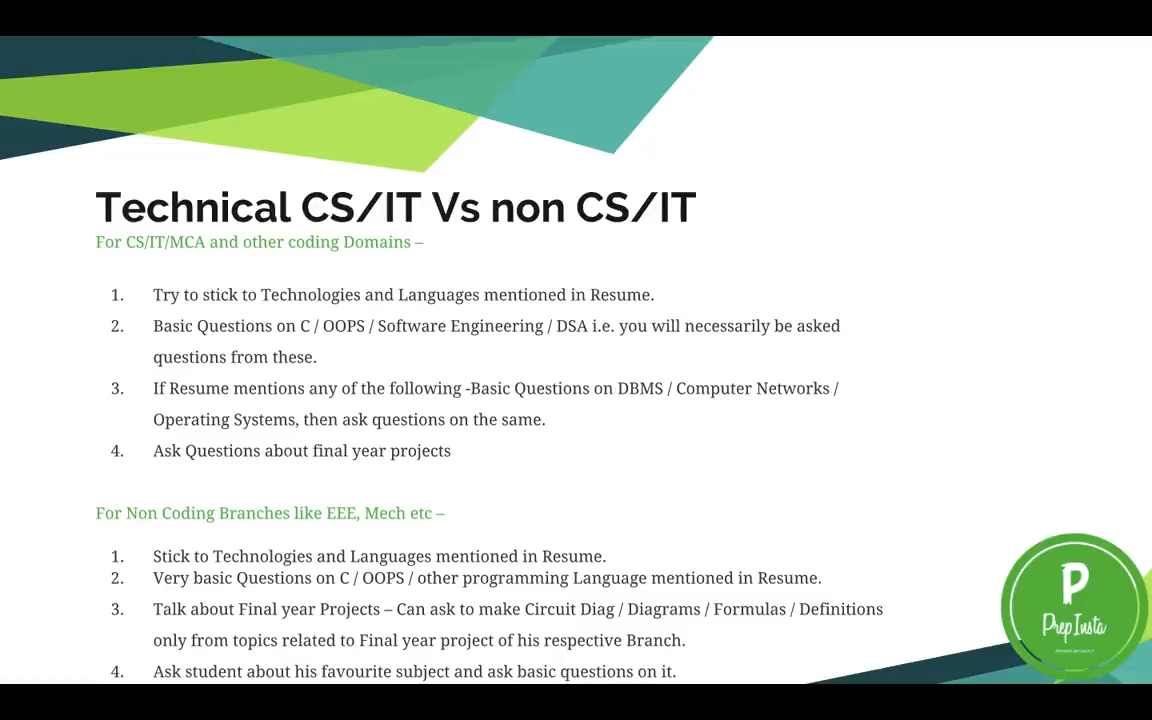 Technical CS/IT Vs non CS/IT
For CS/IT/MCA and other coding Domains –
1. Try to stick to Technologies and Languages mentioned in Resume.
2. Basic Questions on C / OOPS / Software Engineering / DSA i.e. you will necessarily be asked
questions from these.
3. If Resume mentions any of the following -Basic Questions on DBMS / Computer Networks /
Operating Systems, then ask questions on the same.
4. Ask Questions about final year projects
For Non Coding Branches like EEE, Mech etc –
1. Stick to Technologies and Languages mentioned in Resume.
2. Very basic Questions on C / OOPS / other programming Language mentioned in Resume.
3. Talk about Final year Projects – Can ask to make Circuit Diag / Diagrams / Formulas / Definitions
only from topics related to Final year project of his respective Branch.
4. Ask student about his favourite subject and ask basic questions on it.
P
Prep Insta